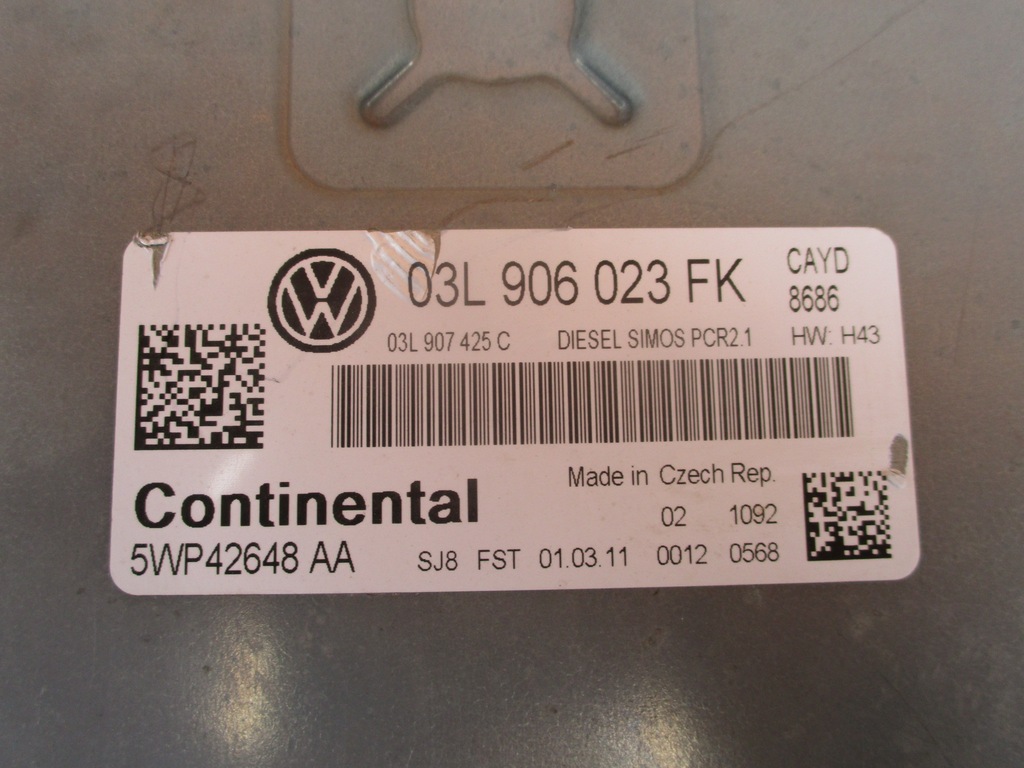 03L 906 023 FK
CAYD
8686
03L 907 425 C DIESEL SIMOS PCR2.1 HW: H43
Made in Czech Rep.
Continental
02 1092
5WP42648 AA SJ8 FST 01.03.11 0012 0568